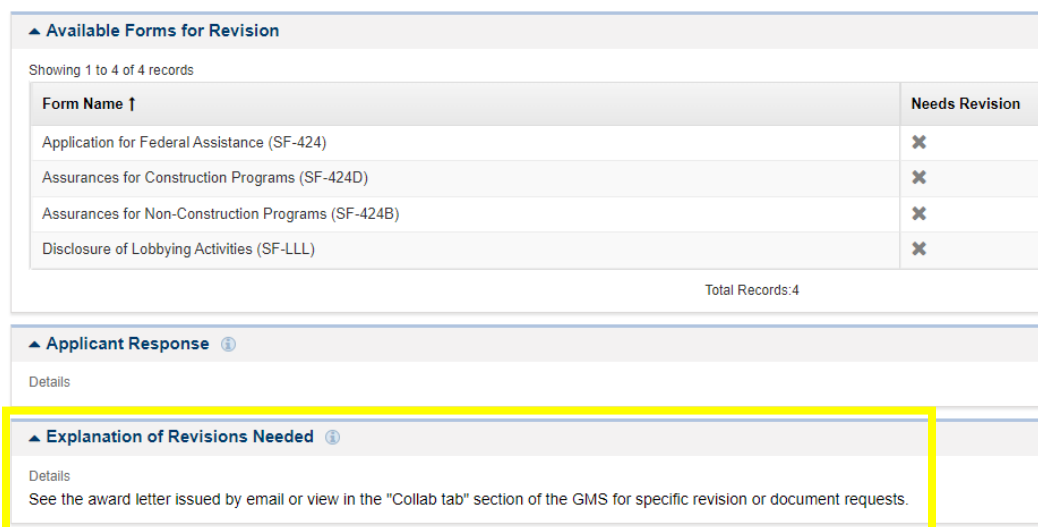 Available Forms for Revision
Showing 1 to 4 of 4 records
Form Name ↑ Needs Revision
Application for Federal Assistance (SF-424)
Assurances for Construction Programs (SF-424D)
Assurances for Non-Construction Programs (SF-424B)
Disclosure of Lobbying Activities (SF-LLL)
Total Records:4
Applicant Response
Details
Explanation of Revisions Needed
Details
See the award letter issued by email or view in the "Collab tab" section of the GMS for specific revision or document requests.